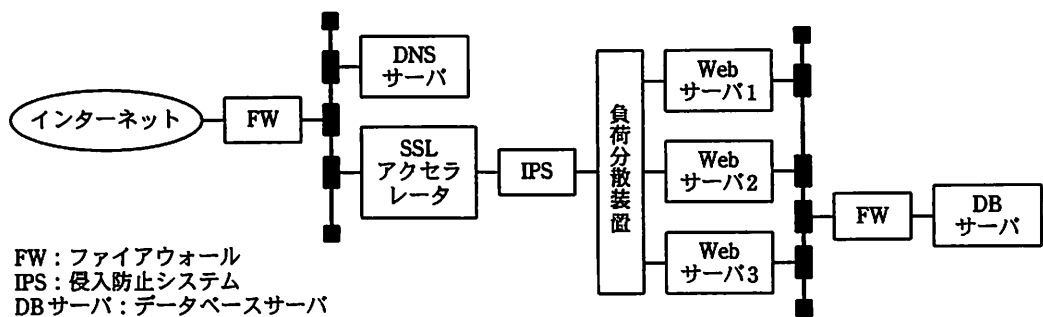 インターネット
FW
DNS
サーバ
SSL
アクセラ
レータ
IPS
負荷分散装置
Web
サーバ1
Web
サーバ2
Web
サーバ3
FW
DB
サーバ
FW：ファイアウォール
IPS：侵入防止システム
DBサーバ：データベースサーバ